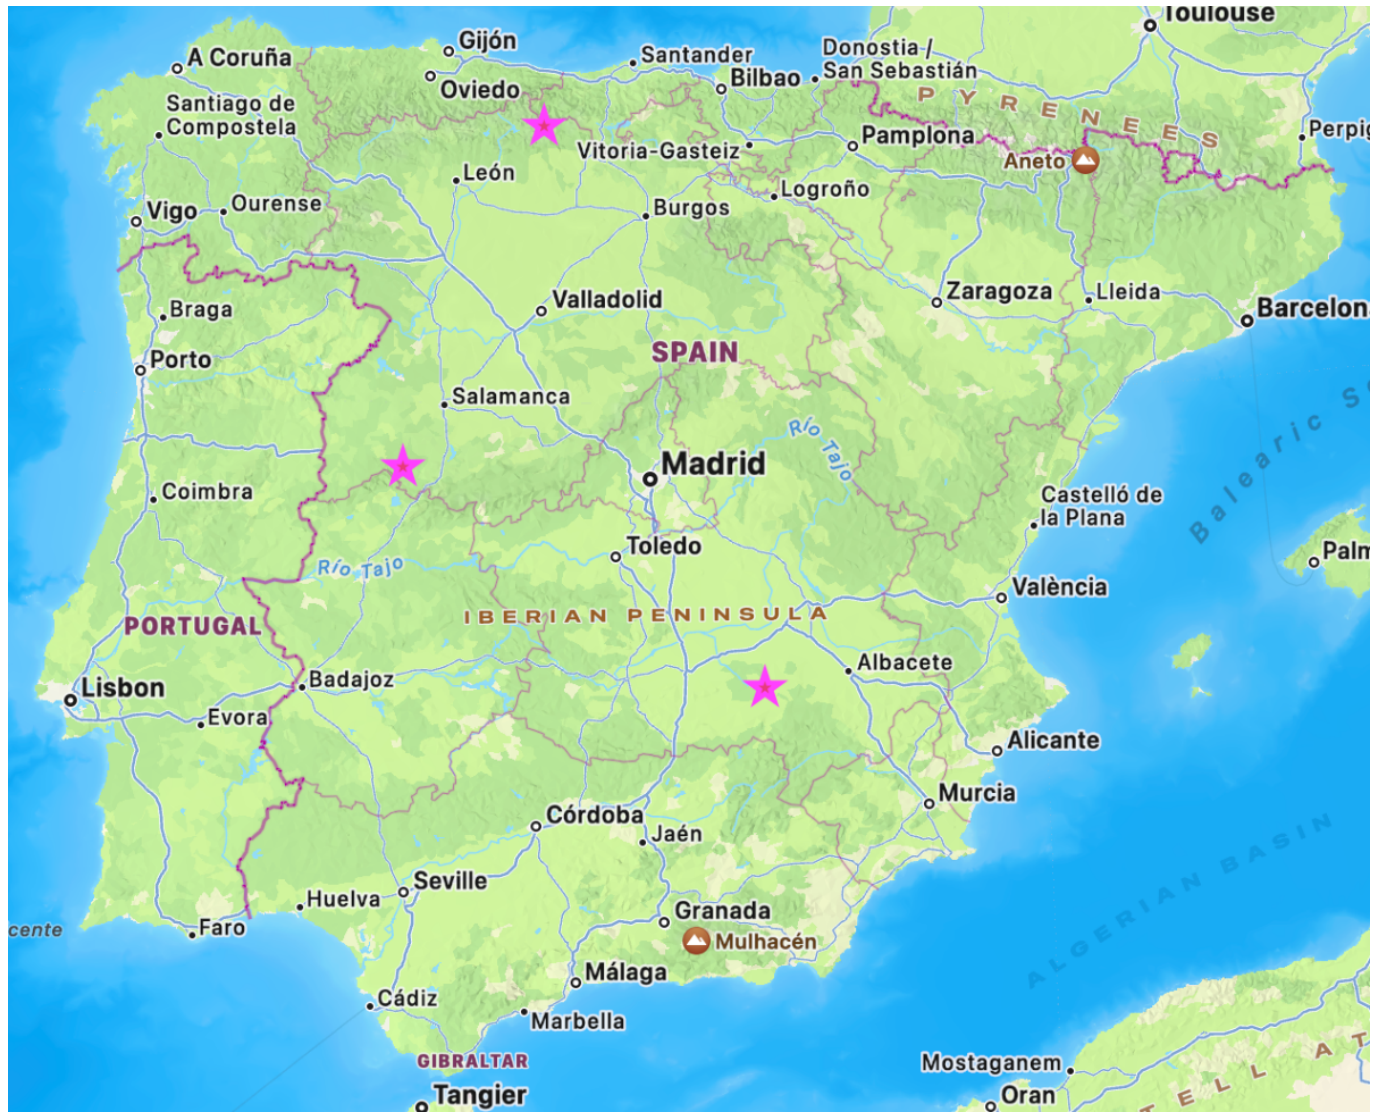 Toulouse
Gijón
A Coruña
Oviedo
Santander
Donostia /
San Sebastián
Bilbao
PYRENEES
Santiago de
Compostela
Vitoria-Gasteiz
Pamplona
Perpig
Aneto
León
Logroño
Vigo
Ourense
Burgos
Braga
Valladolid
Zaragoza
Lleida
Barcelon
Porto
SPAIN
Salamanca
Balearic S
Río Tajo
Madrid
Coimbra
Castelló de
la Plana
Toledo
Palm
Río Tajo
València
IBERIAN PENINSULA
PORTUGAL
Albacete
Badajoz
Lisbon
Evora
Alicante
Murcia
Córdoba
Jaén
ALGERIAN BASIN
Seville
Huelva
Granada
cente
Faro
Mulhacén
Málaga
Cádiz
Marbella
GIBRALTAR
Mostaganem
TELL AT
Tangier
Oran